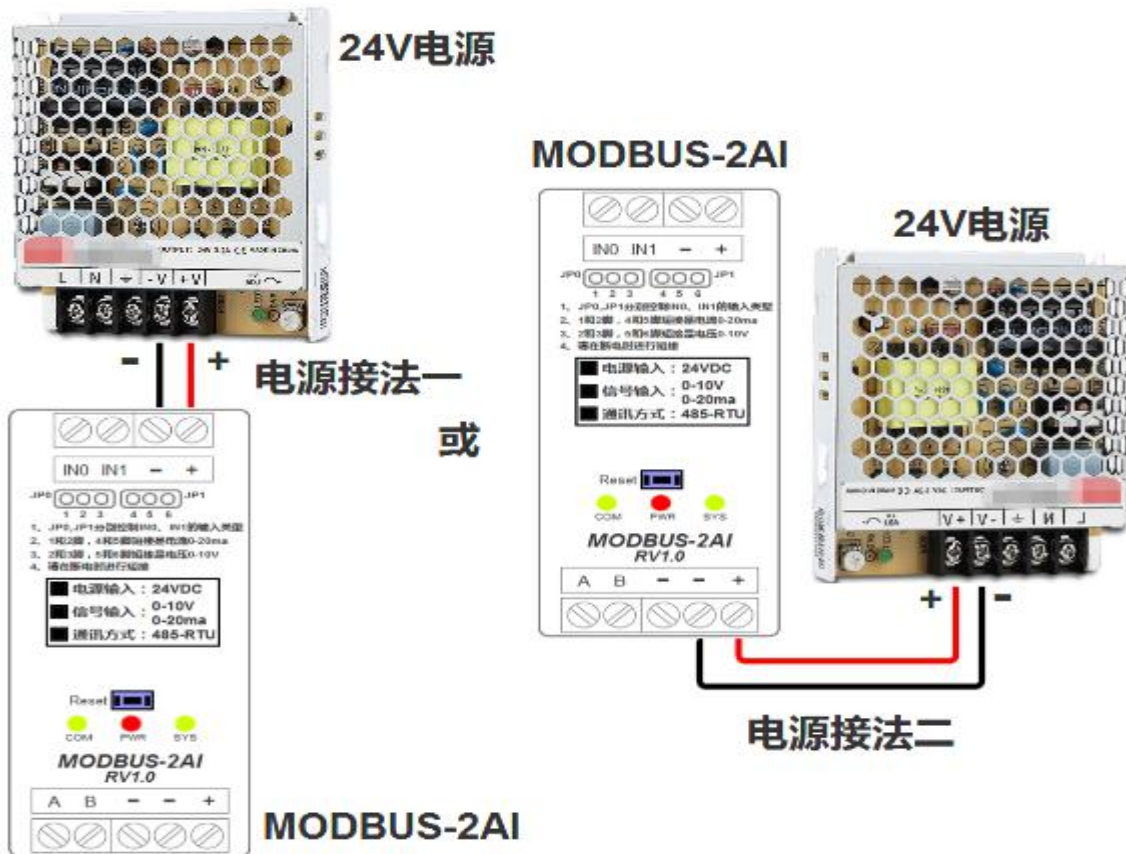 24V电源
L N ⏚ -V +V
- +
电源接法一
IN0 IN1 - +
JP0 JP1
1 2 3 4 5 6
1、JP0,JP1分别控制IN0、IN1的输入类型
2、1和2脚，4和5脚短接是电流0-20ma
3、2和3脚，5和6脚短接是电压0-10V
4、请在断电时进行短接
电源输入：24VDC
信号输入：0-10V
0-20ma
通讯方式：485-RTU
Reset
COM PWR SYS
MODBUS-2AI
RV1.0
A B - - +
MODBUS-2AI
或
MODBUS-2AI
IN0 IN1 - +
JP0 JP1
1 2 3 4 5 6
1、JP0,JP1分别控制IN0、IN1的输入类型
2、1和2脚，4和5脚短接是电流0-20ma
3、2和3脚，5和6脚短接是电压0-10V
4、请在断电时进行短接
电源输入：24VDC
信号输入：0-10V
0-20ma
通讯方式：485-RTU
Reset
COM PWR SYS
MODBUS-2AI
RV1.0
A B - - +
24V电源
+V -V ⏚ N L
+ -
电源接法二